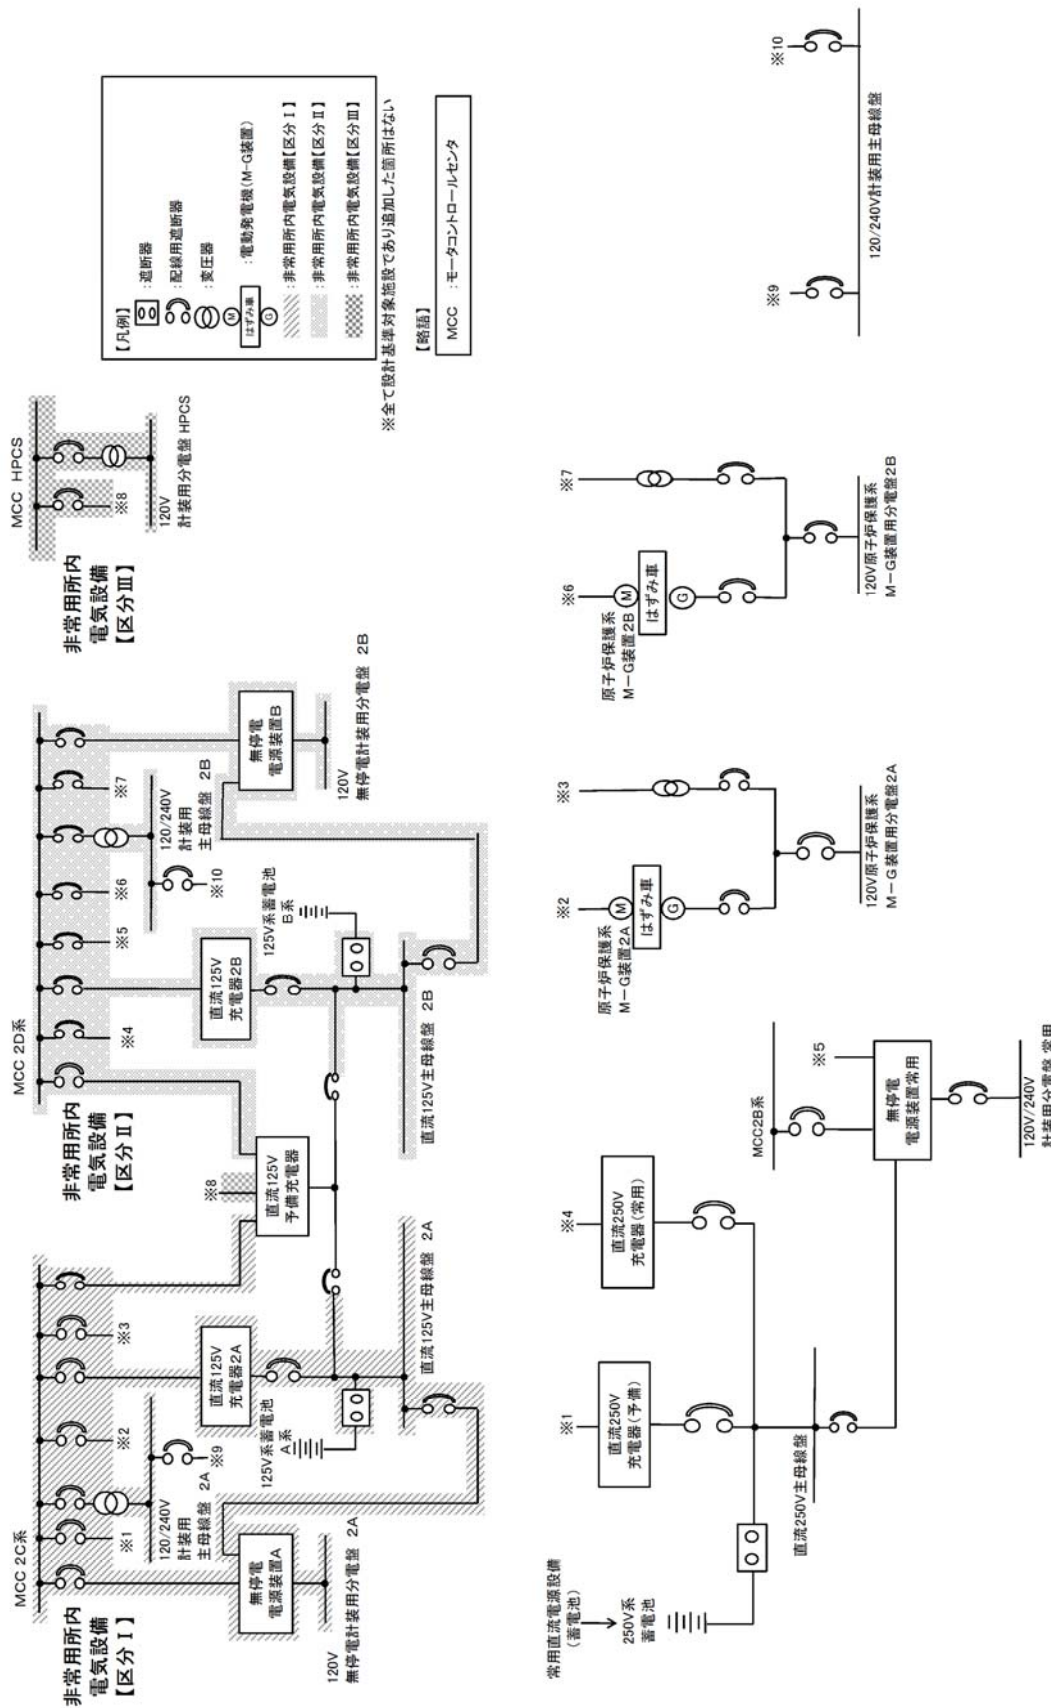 非常用所内
電気設備
【区分Ⅰ】
MCC 2C系
※1
※2
※3
120/240V
計装用
主母線盤 2A
※9
無停電
電源装置A
120V
無停電計装用分電盤 2A
直流125V
充電器2A
125V系蓄電池
A系
直流125V主母線盤 2A
直流125V
予備充電器
※8
非常用所内
電気設備
【区分Ⅱ】
MCC 2D系
※4
※5
※6
※7
120/240V
計装用
主母線盤 2B
※10
直流125V
充電器2B
125V系蓄電池
B系
直流125V主母線盤 2B
無停電
電源装置B
120V
無停電計装用分電盤 2B
非常用所内
電気設備
【区分Ⅲ】
MCC HPCS
※8
120V
計装用分電盤 HPCS
【凡例】
:遮断器
:配線用遮断器
:変圧器
M
はずみ車
G
:電動発電機(M-G装置)
:非常用所内電気設備【区分Ⅰ】
:非常用所内電気設備【区分Ⅱ】
:非常用所内電気設備【区分Ⅲ】
※全て設計基準対象施設であり追加した箇所はない
【略語】
MCC :モータコントロールセンタ
常用直流電源設備
(蓄電池)
250V系
蓄電池
※1
直流250V
充電器(予備)
※4
直流250V
充電器(常用)
直流250V主母線盤
MCC2B系
※5
無停電
電源装置常用
120V/240V
計装用分電盤 常用
※2
原子炉保護系
M-G装置2A
M
はずみ車
G
※3
120V原子炉保護系
M-G装置用分電盤2A
※6
原子炉保護系
M-G装置2B
M
はずみ車
G
※7
120V原子炉保護系
M-G装置用分電盤2B
※9
※10
120/240V計装用主母線盤